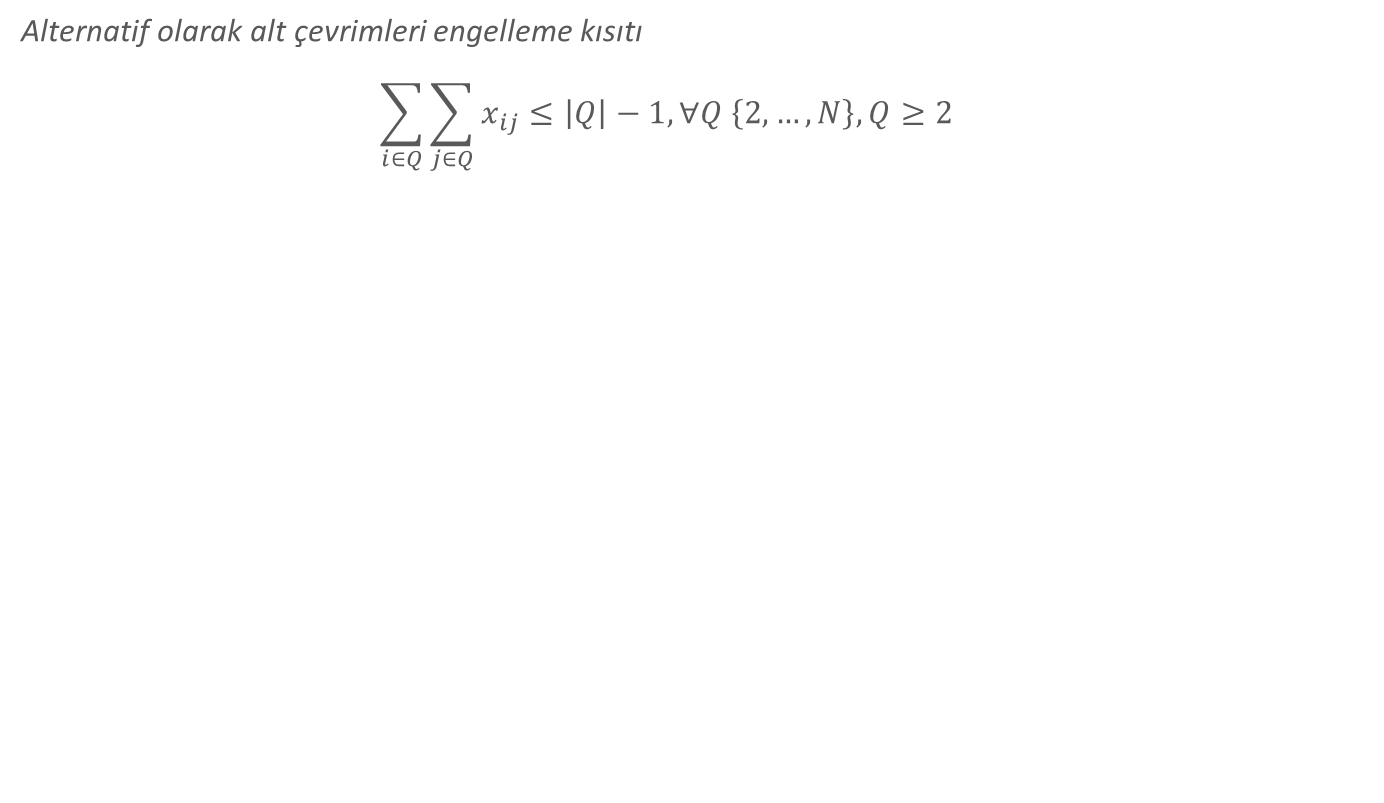 Alternatif olarak alt çevrimleri engelleme kısıtı
∑_{i∈Q} ∑_{j∈Q} x_{ij} ≤ |Q| − 1, ∀Q {2, … , N}, Q ≥ 2